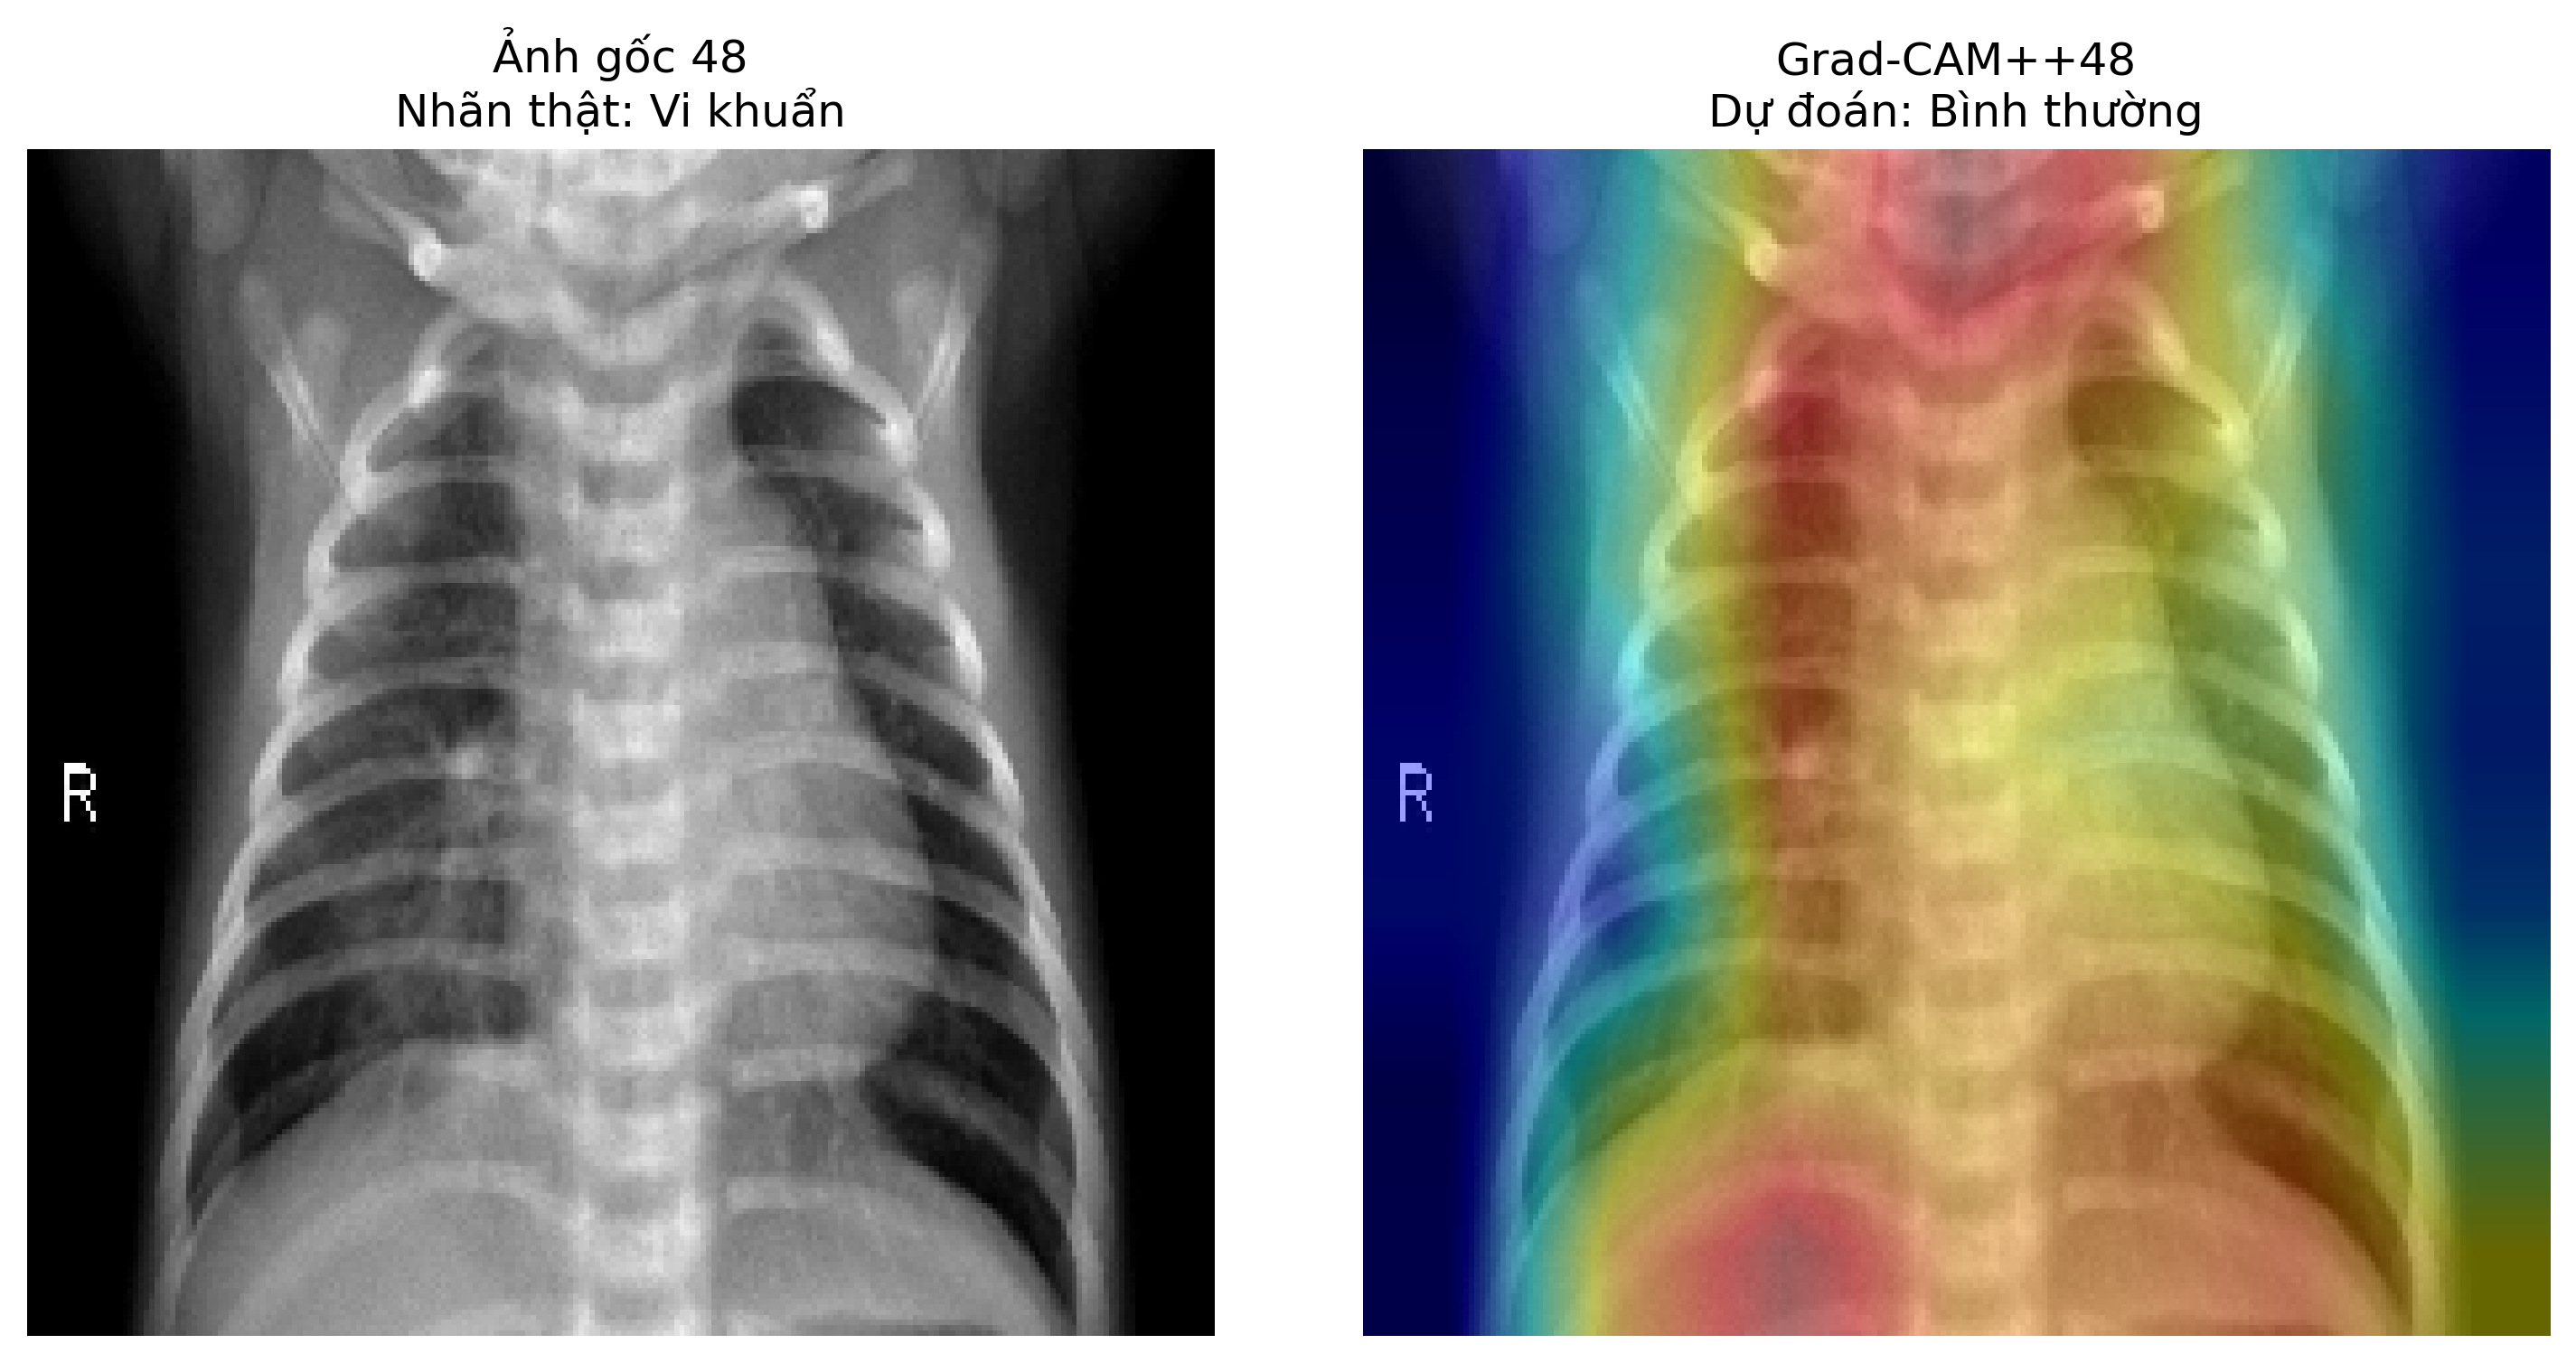 Ảnh gốc 48
Nhãn thật: Vi khuẩn
Grad-CAM++48
Dự đoán: Bình thường
R
R